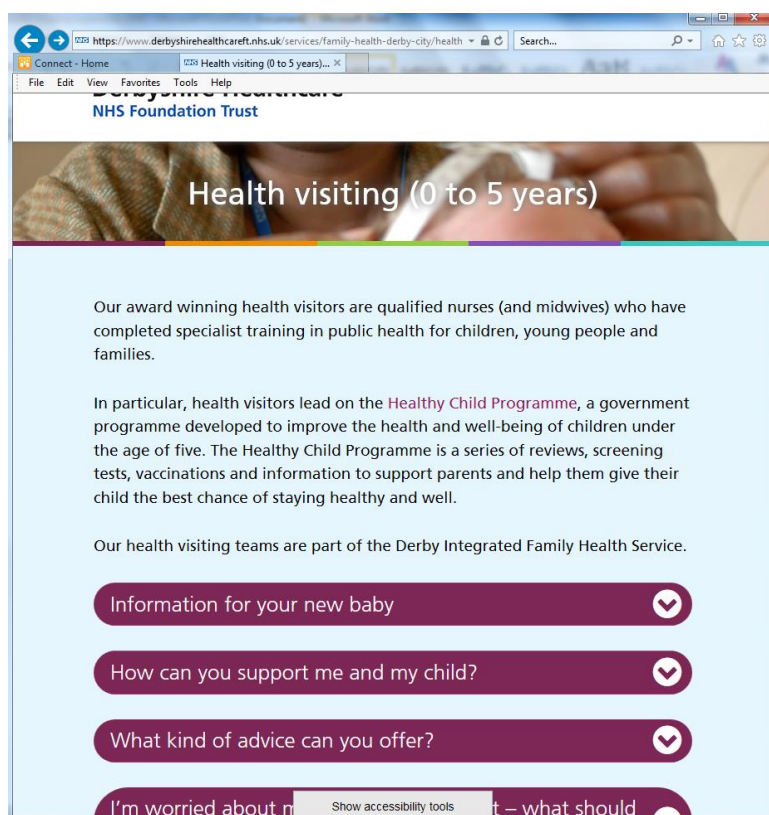 https://www.derbyshirehealthcareft.nhs.uk/services/family-health-derby-city/health
Search...
Connect - Home
NHS Health visiting (0 to 5 years)...
File Edit View Favorites Tools Help
Derbyshire Healthcare
NHS Foundation Trust
Health visiting (0 to 5 years)
Our award winning health visitors are qualified nurses (and midwives) who have
completed specialist training in public health for children, young people and
families.
In particular, health visitors lead on the Healthy Child Programme, a government
programme developed to improve the health and well-being of children under
the age of five. The Healthy Child Programme is a series of reviews, screening
tests, vaccinations and information to support parents and help them give their
child the best chance of staying healthy and well.
Our health visiting teams are part of the Derby Integrated Family Health Service.
Information for your new baby
How can you support me and my child?
What kind of advice can you offer?
I'm worried about – what should
Show accessibility tools